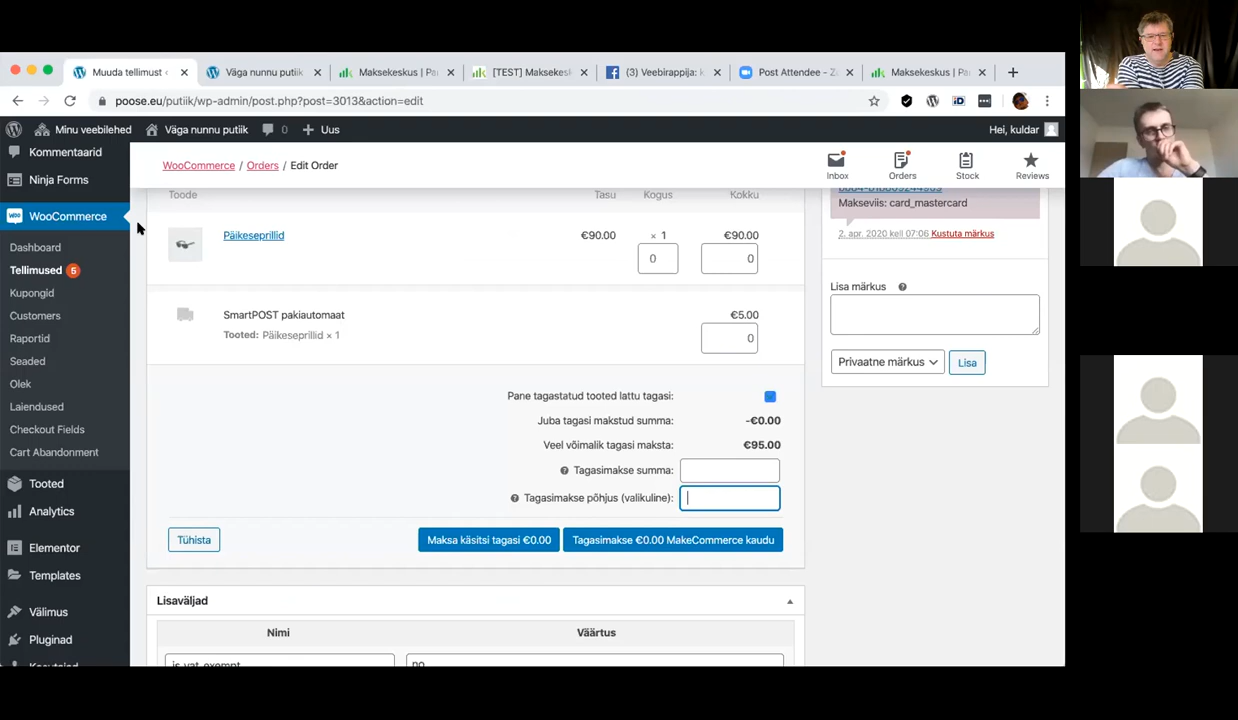 Muuda tellimust
Väga nunnu putiik
Maksekeskus | Pa
[TEST] Maksekesk
(3) Veebirappija: k
Post Attendee - Z
Maksekeskus | Pa
poose.eu/putiik/wp-admin/post.php?post=3013&action=edit
Minu veebilehed
Väga nunnu putiik
0
Uus
Hei, kuldar
Kommentaarid
Ninja Forms
WooCommerce
Dashboard
Tellimused 5
Kupongid
Customers
Raportid
Seaded
Olek
Laiendused
Checkout Fields
Cart Abandonment
Tooted
Analytics
Elementor
Templates
Välimus
Pluginad
Kasutajad
WooCommerce / Orders / Edit Order
Inbox
Orders
Stock
Reviews
Toode
Tasu
Kogus
Kokku
Päikeseprillid
€90.00
× 1
€90.00
0
0
SmartPOST pakiautomaat
€5.00
Tooted: Päikeseprillid × 1
0
Pane tagastatud tooted lattu tagasi:
Juba tagasi makstud summa: -€0.00
Veel võimalik tagasi maksta: €95.00
Tagasimakse summa:
Tagasimakse põhjus (valikuline):
Tühista
Maksa käsitsi tagasi €0.00
Tagasimakse €0.00 MakeCommerce kaudu
Lisaväljad
Nimi
Väärtus
is_vat_exempt
no
Makseviis: card_mastercard
2. apr. 2020 kell 07:06 Kustuta märkus
Lisa märkus
Privaatne märkus
Lisa